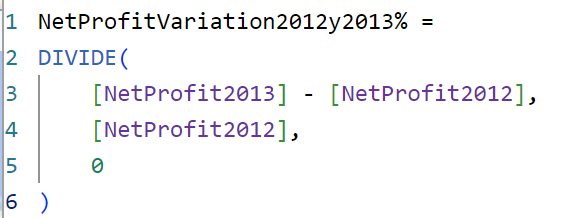 1 NetProfitVariation2012y2013% =
2 DIVIDE(
3 [NetProfit2013] - [NetProfit2012],
4 [NetProfit2012],
5 0
6 )